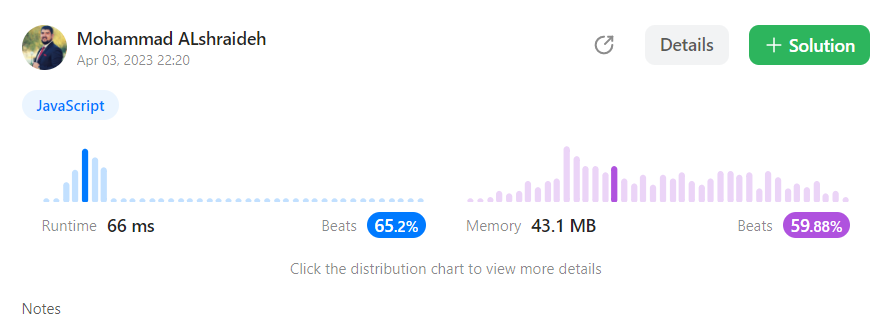 Mohammad ALshraideh
Apr 03, 2023 22:20
Details
+ Solution
JavaScript
Runtime 66 ms Beats 65.2%
Memory 43.1 MB Beats 59.88%
Click the distribution chart to view more details
Notes